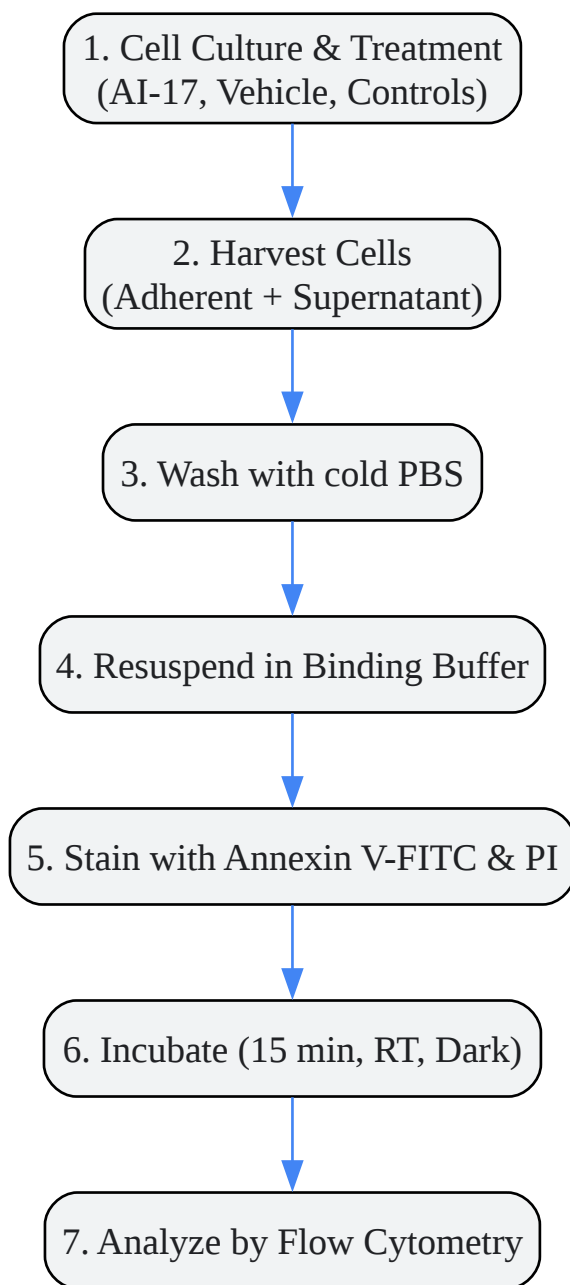 1. Cell Culture & Treatment
(AI-17, Vehicle, Controls)
2. Harvest Cells
(Adherent + Supernatant)
3. Wash with cold PBS
4. Resuspend in Binding Buffer
5. Stain with Annexin V-FITC & PI
6. Incubate (15 min, RT, Dark)
7. Analyze by Flow Cytometry